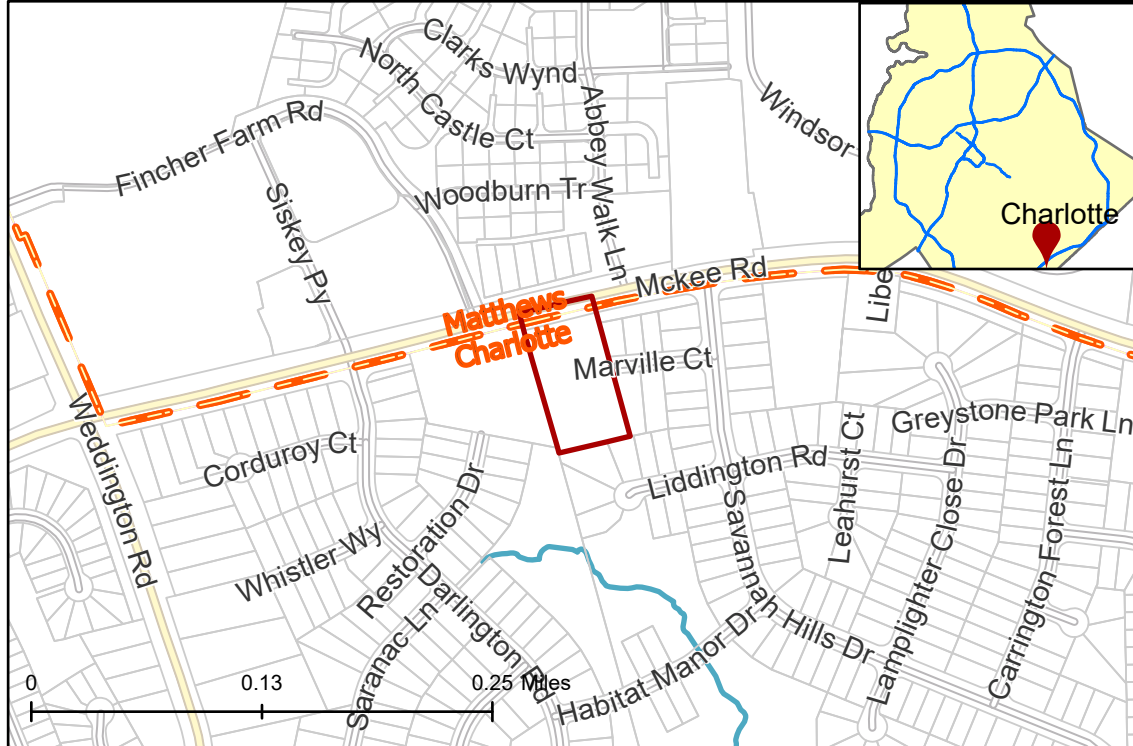 Clarks Wynd
North Castle Ct
Abbey Walk Ln
Windsor
Charlotte
Fincher Farm Rd
Woodburn Tr
Siskey Py
Mckee Rd
Libe
Matthews
Charlotte
Marville Ct
Weddington Rd
Corduroy Ct
Greystone Park Ln
Liddington Rd
Leahurst Ct
Restoration Dr
Savannah Hills Dr
Lamplighter Close Dr
Carrington Forest Ln
Whistler Wy
Darlington Rd
Saranac Ln
Habitat Manor Dr
0 0.13 0.25 Miles